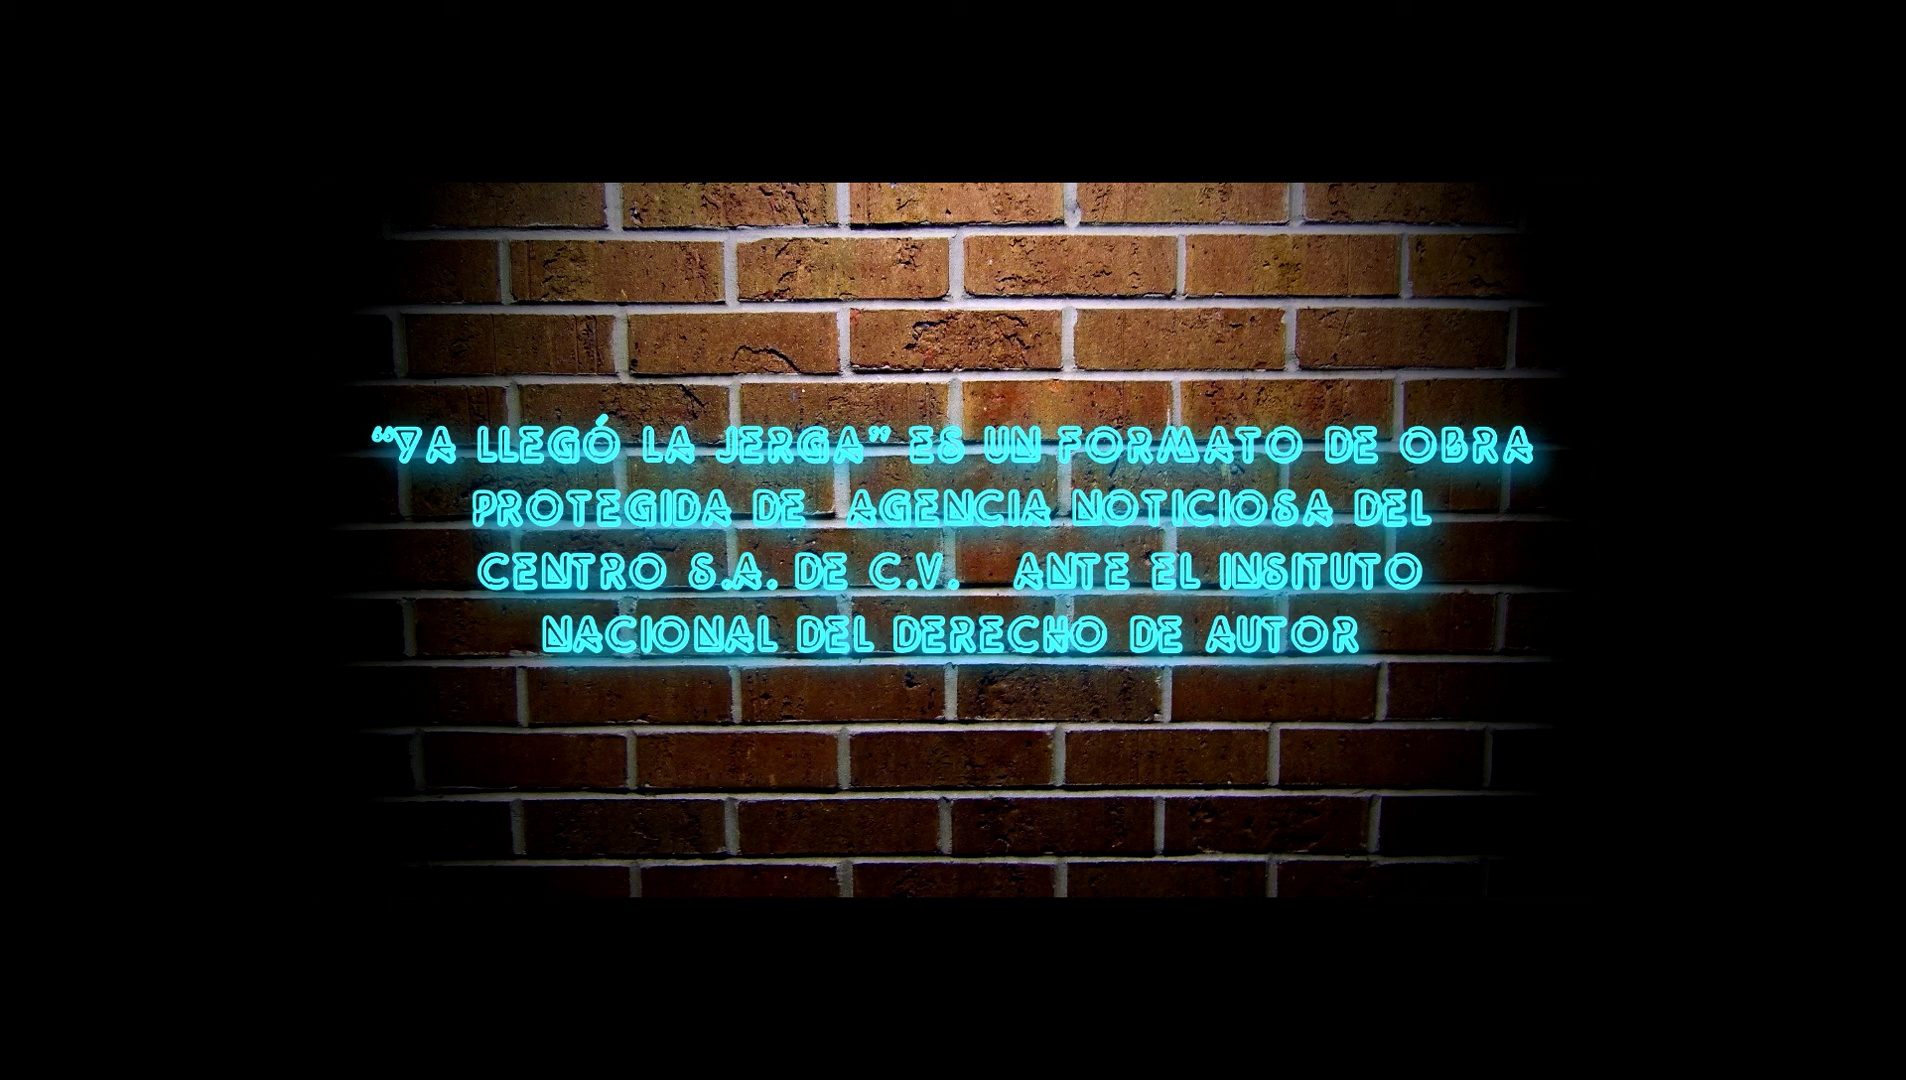 “YA LLEGÓ LA JERGA” ES UN FORMATO DE OBRA
PROTEGIDA DE AGENCIA NOTICIOSA DEL
CENTRO S.A. DE C.V. ANTE EL INSITUTO
NACIONAL DEL DERECHO DE AUTOR